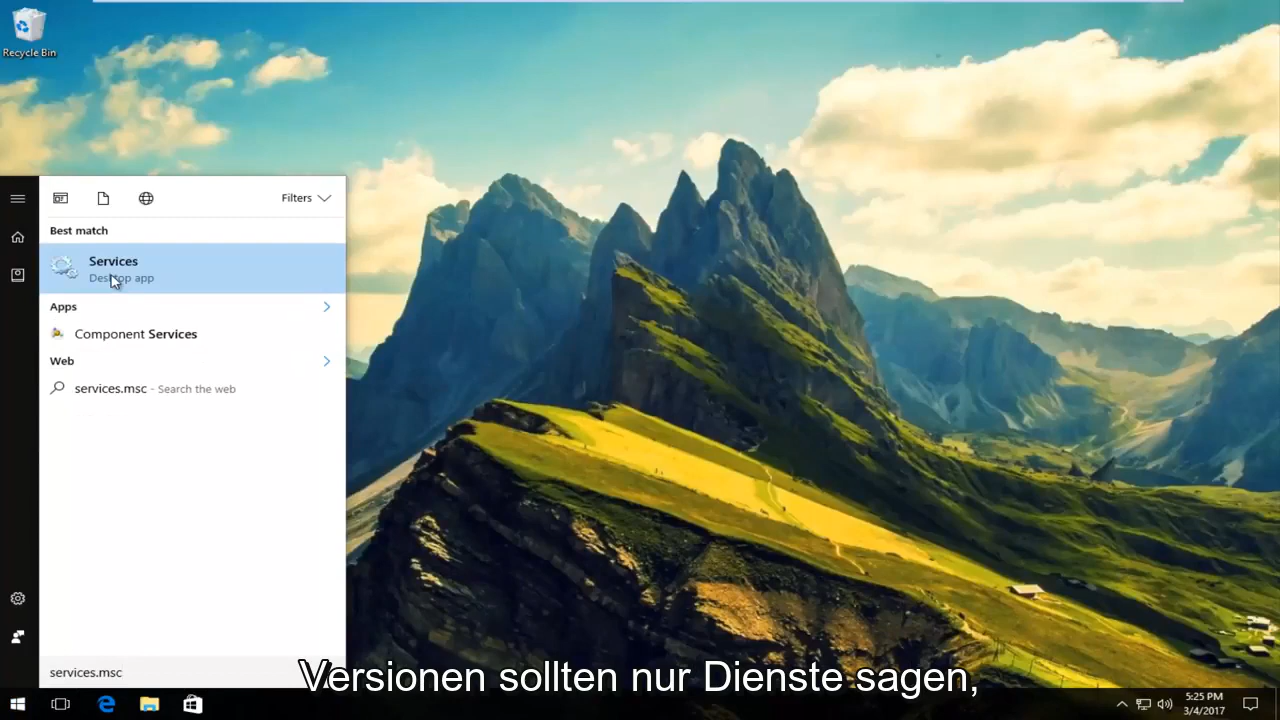 Recycle Bin
Filters
Best match
Services
Desktop app
Apps
Component Services
Web
services.msc - Search the web
services.msc
Versionen sollten nur Dienste sagen,
5:25 PM
3/4/2017